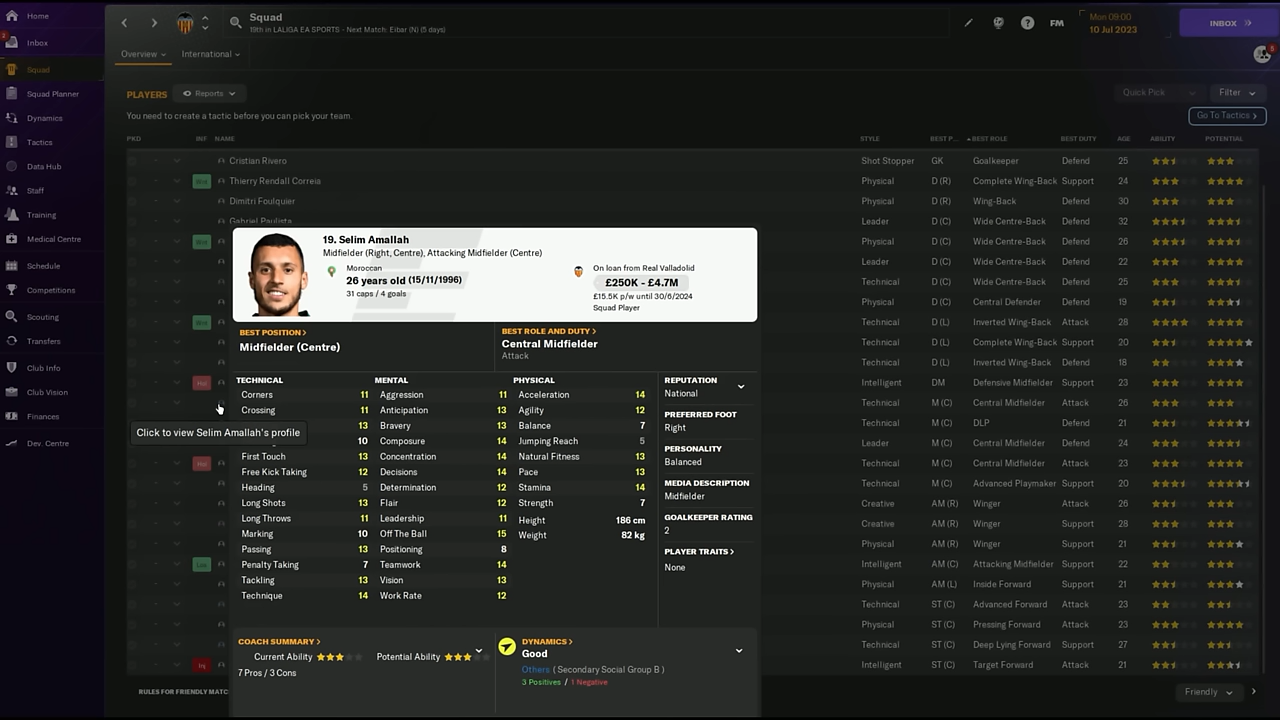 Home
Squad
19th in LALIGA EA SPORTS - Next Match: Eibar (N) (5 days)
FM
Mon 09:00
10 Jul 2023
INBOX
2
Inbox
Squad
Overview
International
Squad Planner
PLAYERS
Reports
Quick Pick
Filter
Dynamics
You need to create a tactic before you can pick your team.
Go To Tactics >
Tactics
PKD INF NAME STYLE BEST P... BEST ROLE BEST DUTY AGE ABILITY POTENTIAL
Data Hub
Staff
Training
Medical Centre
Schedule
Competitions
Scouting
Transfers
Club Info
Club Vision
Finances
Dev. Centre
Cristian Rivero Shot Stopper GK Goalkeeper Defend 25
Wnt Thierry Rendall Correia Physical D (R) Complete Wing-Back Support 24
Dimitri Foulquier Physical D (R) Wing-Back Defend 30
Gabriel Paulista Leader D (C) Wide Centre-Back Defend 32
Wnt Physical D (C) Wide Centre-Back Defend 26
Leader D (C) Wide Centre-Back Defend 22
Technical D (C) Wide Centre-Back Defend 25
Physical D (C) Central Defender Defend 19
Wnt Technical D (L) Inverted Wing-Back Attack 28
Technical D (L) Complete Wing-Back Support 20
Technical D (L) Inverted Wing-Back Defend 18
Hol Intelligent DM Defensive Midfielder Support 23
Technical M (C) Central Midfielder Attack 26
Technical M (C) DLP Defend 21
Leader M (C) Central Midfielder Support 24
Hol Technical M (C) Central Midfielder Attack 23
Technical M (C) Advanced Playmaker Support 20
Creative AM (R) Winger Attack 26
Creative AM (R) Winger Support 28
Physical AM (R) Winger Support 21
Loa Intelligent AM (C) Attacking Midfielder Support 22
Physical AM (L) Inside Forward Support 21
Technical ST (C) Advanced Forward Attack 23
Physical ST (C) Pressing Forward Attack 23
Technical ST (C) Deep Lying Forward Support 27
Inj Intelligent ST (C) Target Forward Attack 21
19. Selim Amallah
Midfielder (Right, Centre), Attacking Midfielder (Centre)
Moroccan
26 years old (15/11/1996)
31 caps / 4 goals
On loan from Real Valladolid
£250K - £4.7M
£15.5K p/w until 30/6/2024
Squad Player
BEST POSITION >
Midfielder (Centre)
BEST ROLE AND DUTY >
Central Midfielder
Attack
TECHNICAL
Corners 11
Crossing 11
13
10
First Touch 13
Free Kick Taking 12
Heading 5
Long Shots 13
Long Throws 11
Marking 10
Passing 13
Penalty Taking 7
Tackling 13
Technique 14
MENTAL
Aggression 11
Anticipation 13
Bravery 13
Composure 14
Concentration 14
Decisions 14
Determination 12
Flair 12
Leadership 11
Off The Ball 15
Positioning 8
Teamwork 14
Vision 13
Work Rate 12
PHYSICAL
Acceleration 14
Agility 12
Balance 7
Jumping Reach 5
Natural Fitness 13
Pace 13
Stamina 14
Strength 7
Height 186 cm
Weight 82 kg
REPUTATION
National
PREFERRED FOOT
Right
PERSONALITY
Balanced
MEDIA DESCRIPTION
Midfielder
GOALKEEPER RATING
2
PLAYER TRAITS >
None
Click to view Selim Amallah's profile
COACH SUMMARY >
Current Ability
Potential Ability
7 Pros / 3 Cons
DYNAMICS >
Good
Others ( Secondary Social Group B )
3 Positives / 1 Negative
RULES FOR FRIENDLY MATC
Friendly